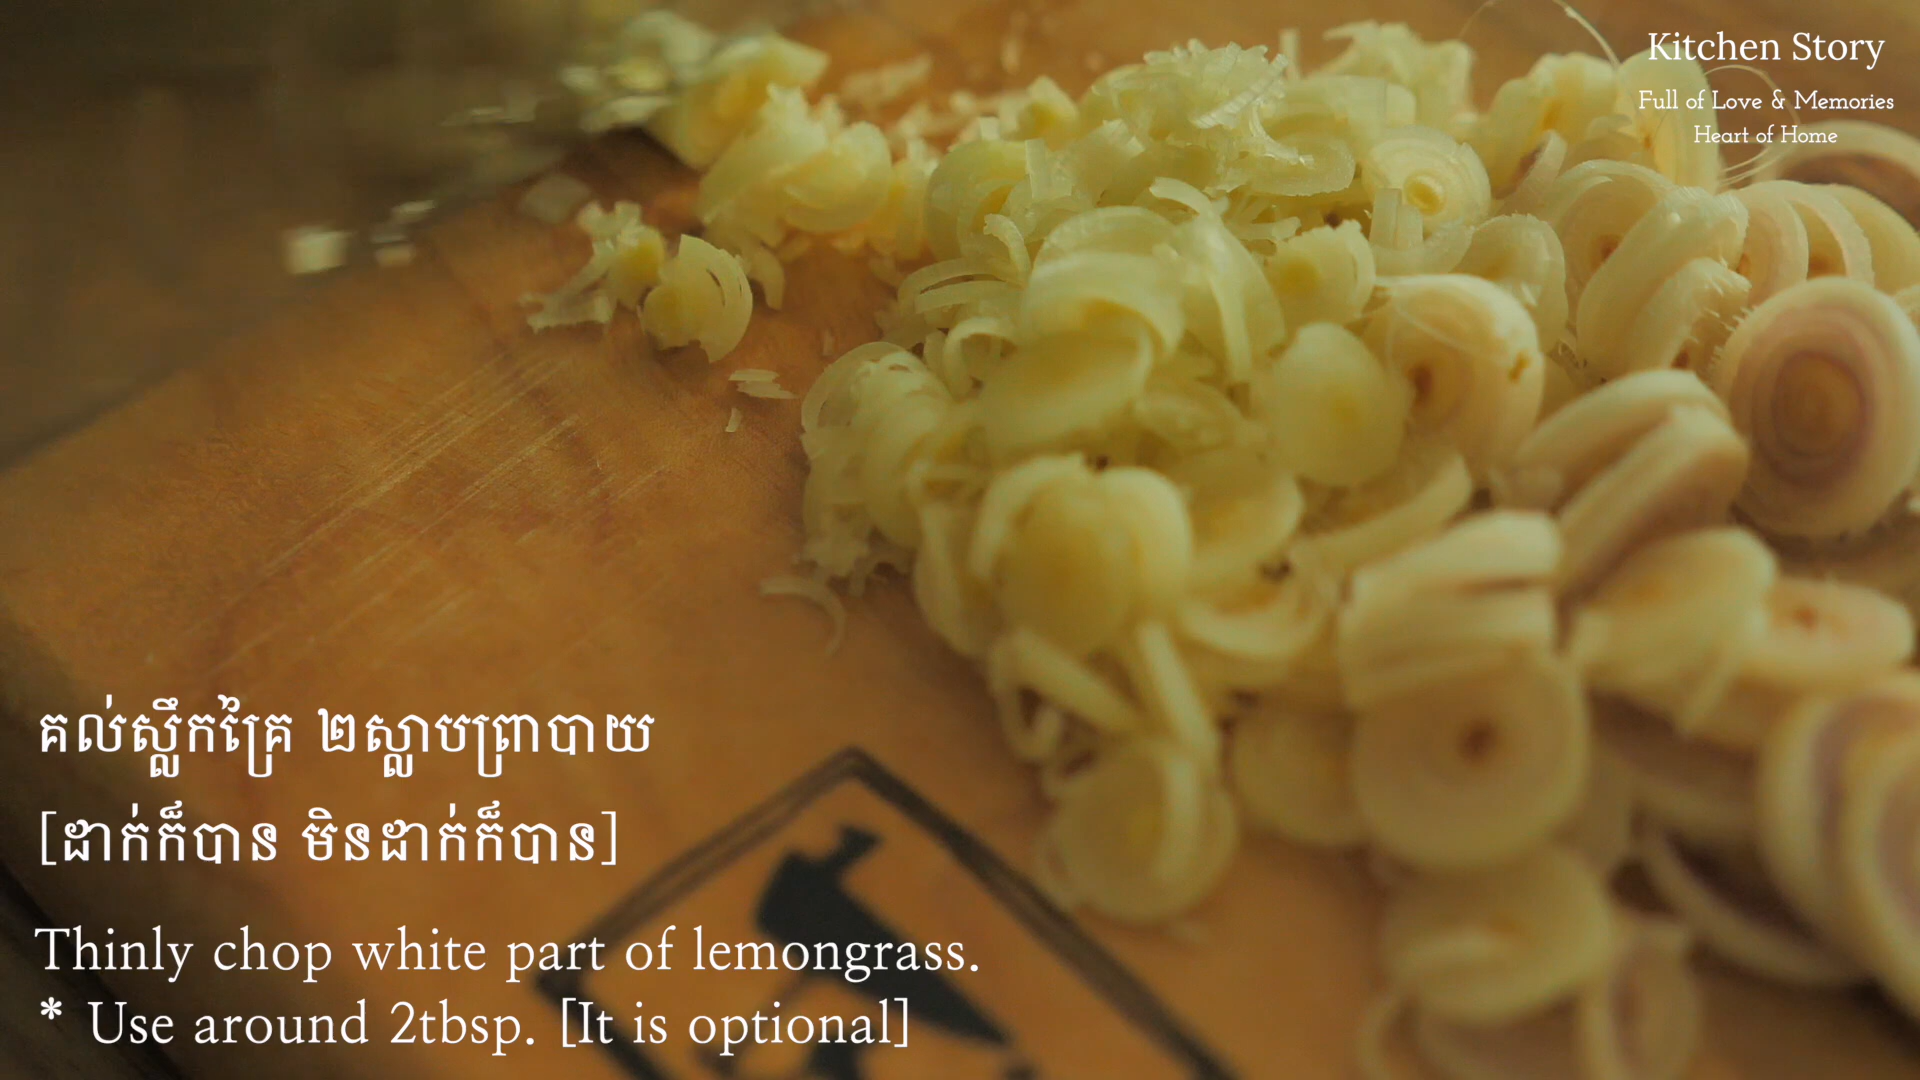 Kitchen Story
Full of Love & Memories
Heart of Home
គល់ស្លឹកគ្រៃ ២ស្លាបព្រាបាយ
[ដាក់ក៏បាន មិនដាក់ក៏បាន]
Thinly chop white part of lemongrass.
* Use around 2tbsp. [It is optional]